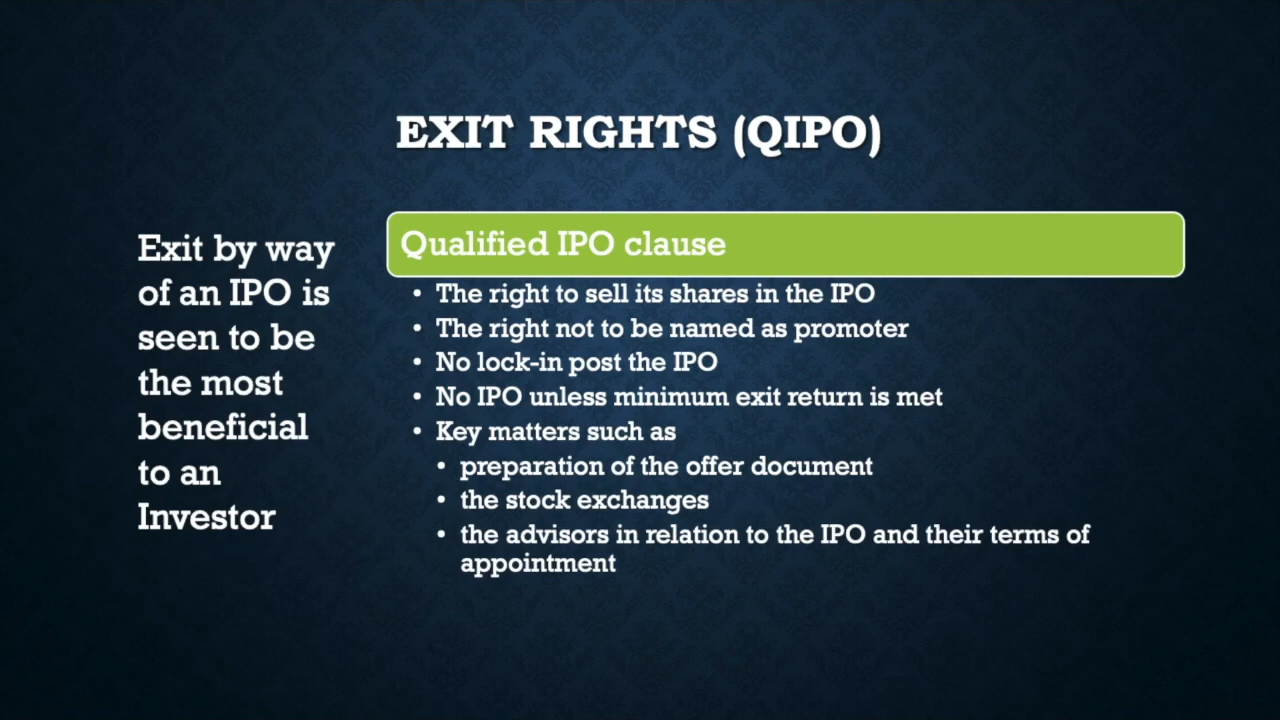 EXIT RIGHTS (QIPO)
Exit by way
of an IPO is
seen to be
the most
beneficial
to an
Investor
Qualified IPO clause
• The right to sell its shares in the IPO
• The right not to be named as promoter
• No lock-in post the IPO
• No IPO unless minimum exit return is met
• Key matters such as
• preparation of the offer document
• the stock exchanges
• the advisors in relation to the IPO and their terms of
appointment